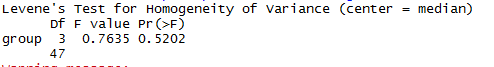 Levene's Test for Homogeneity of Variance (center = median)
Df F value Pr(>F)
group 3 0.7635 0.5202
47